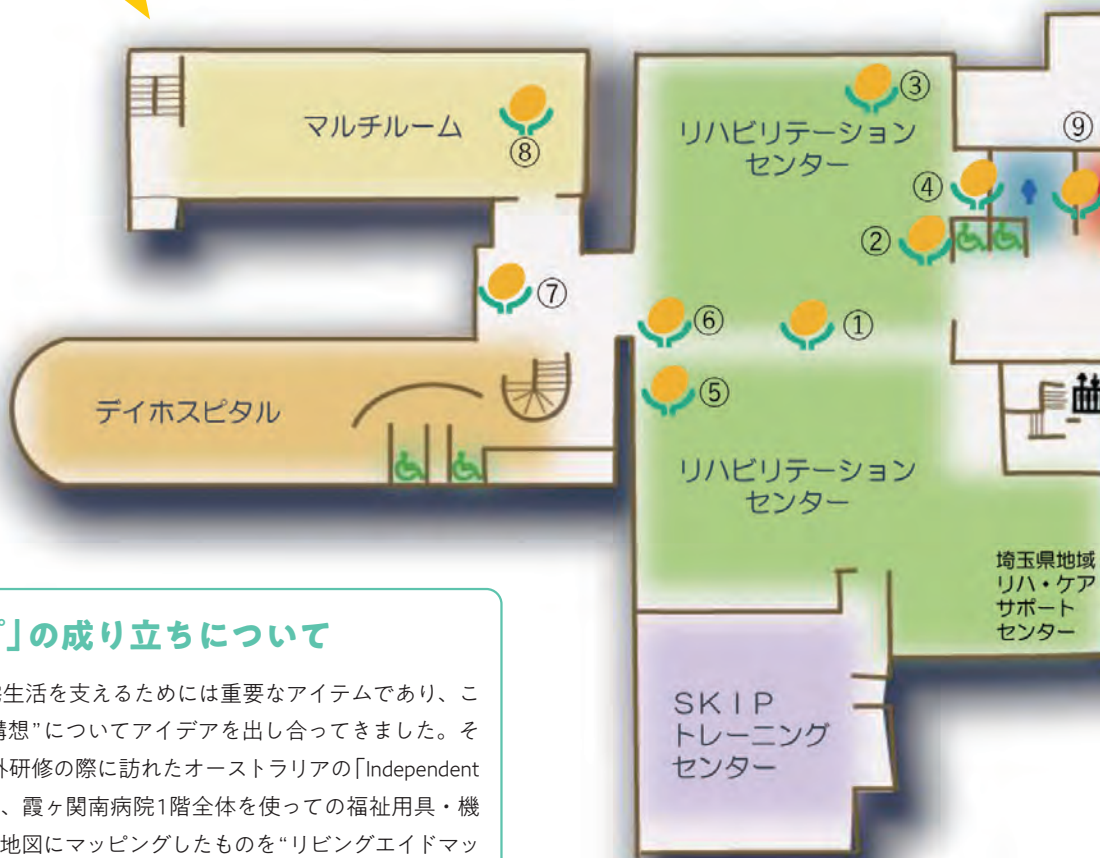 マルチルーム
⑧
リハビリテーション
センター
③
⑨
④
②
⑦
⑥
①
⑤
デイホスピタル
リハビリテーション
センター
埼玉県地域
リハ・ケア
サポート
センター
SKIP
トレーニング
センター
」の成り立ちについて
生活を支えるためには重要なアイテムであり、こ
構想”についてアイデアを出し合ってきました。そ
外研修の際に訪れたオーストラリアの「Independent
、霞ヶ関南病院1階全体を使っての福祉用具・機
地図にマッピングしたものを“リビングエイドマッ